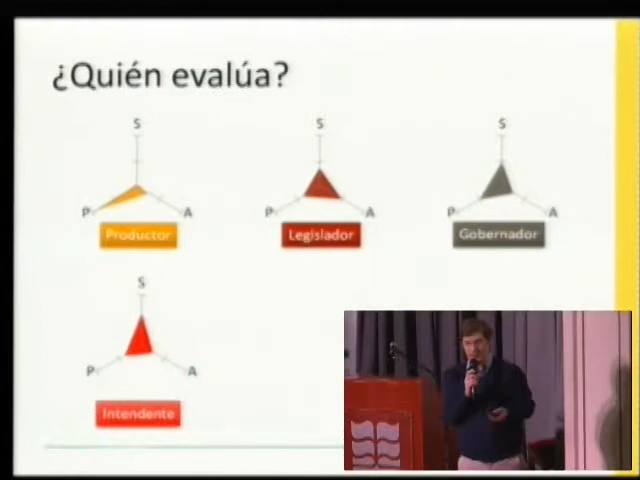 ¿Quién evalúa?
S S S
P A P A P A
Productor Legislador Gobernador
S
P A
Intendente